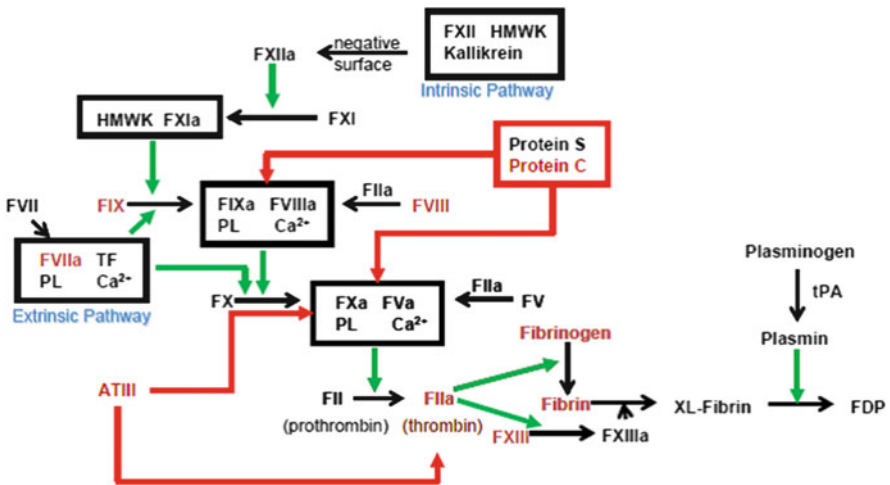 FXII HMWK
Kallikrein
negative
surface
FXIIa
Intrinsic Pathway
HMWK FXIa
FXI
Protein S
Protein C
FVII
FIX
FIXa FVIIIa
PL Ca²⁺
FIIa
FVIII
FVIIa TF
PL Ca²⁺
Extrinsic Pathway
FX
FXa FVa
PL Ca²⁺
FIIa
FV
Plasminogen
tPA
Plasmin
Fibrinogen
ATIII
FII
(prothrombin)
FIIa
(thrombin)
Fibrin
XL-Fibrin
FDP
FXIII
FXIIIa